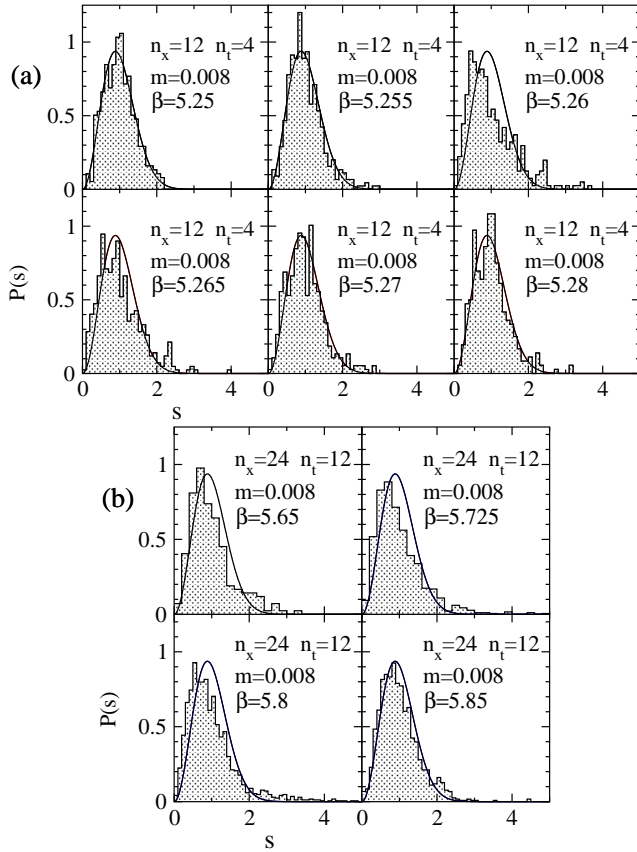 (a)
P(s)
1
0.5
0
n_x=12 n_t=4
m=0.008
β=5.25
n_x=12 n_t=4
m=0.008
β=5.255
n_x=12 n_t=4
m=0.008
β=5.26
1
0.5
0
n_x=12 n_t=4
m=0.008
β=5.265
n_x=12 n_t=4
m=0.008
β=5.27
n_x=12 n_t=4
m=0.008
β=5.28
0 2 4 0 2 4 0 2 4
s
(b)
P(s)
1
0.5
0
n_x=24 n_t=12
m=0.008
β=5.65
n_x=24 n_t=12
m=0.008
β=5.725
1
0.5
0
n_x=24 n_t=12
m=0.008
β=5.8
n_x=24 n_t=12
m=0.008
β=5.85
0 2 4 0 2 4
s